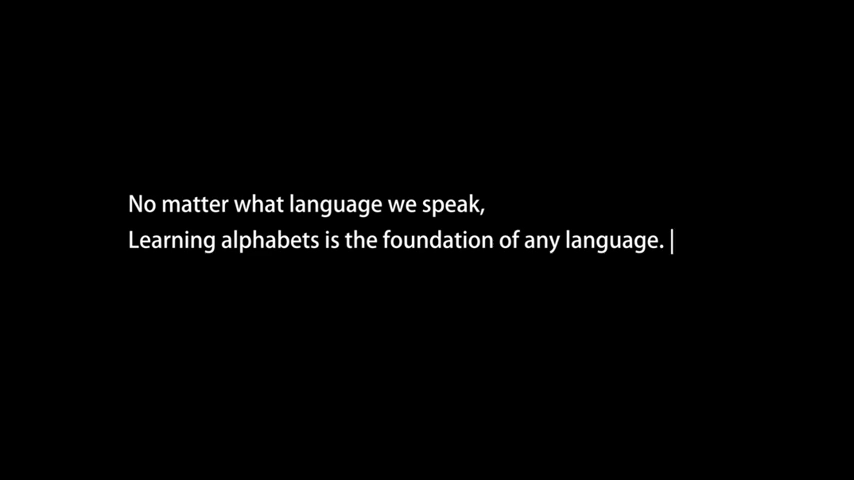 No matter what language we speak,
Learning alphabets is the foundation of any language. |